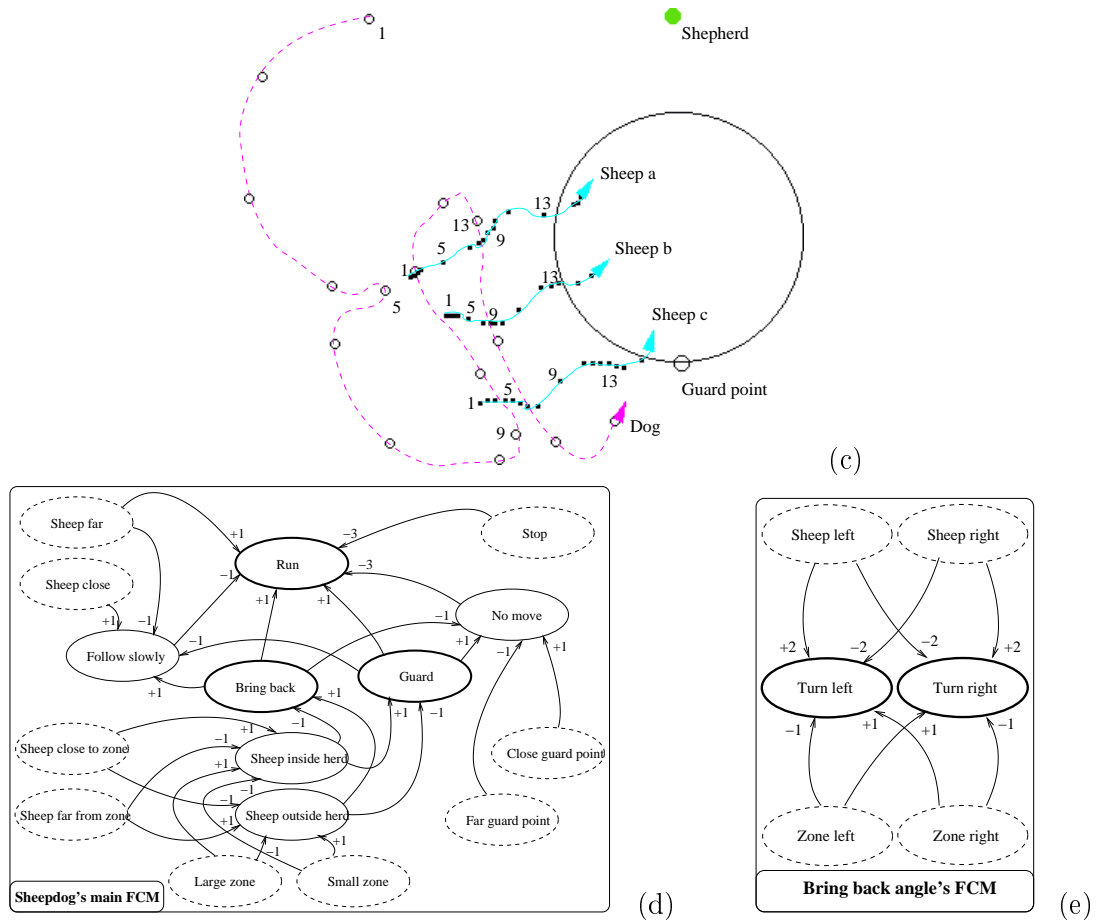 1
Shepherd
Sheep a
13
13
5
9
1
Sheep b
13
1
5
9
5
Sheep c
9
13
Guard point
5
1
9
Dog
(c)
Sheep far
+1
−3
Stop
Run
−1
−3
Sheep close
+1
+1
No move
+1
−1
−1
−1
+1
−1
+1
Follow slowly
Guard
+1
Bring back
+1
+1
−1
+1
−1
Sheep close to zone
−1
Sheep inside herd
Close guard point
+1
−1
−1
Sheep far from zone
Sheep outside herd
+1
Far guard point
−1
+1
Large zone
Small zone
Sheepdog's main FCM
(d)
Sheep left
Sheep right
+2
−2
−2
+2
Turn left
Turn right
−1
+1
+1
−1
Zone left
Zone right
Bring back angle's FCM
(e)